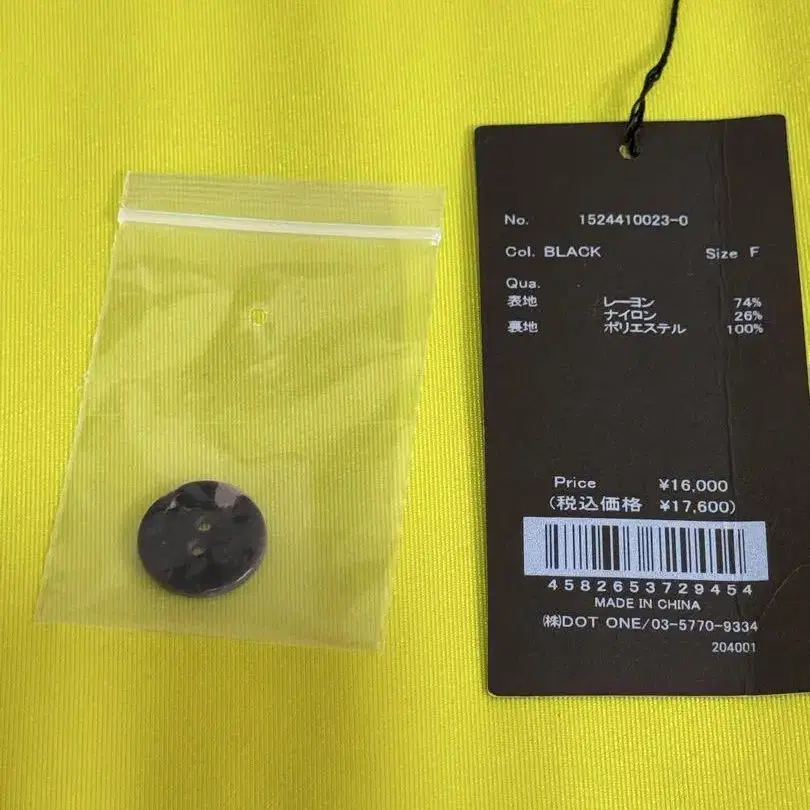 No. 1524410023-0
Col. BLACK Size F
Qua.
表地 レーヨン 74%
ナイロン 26%
裏地 ポリエステル 100%
Price ¥16,000
(税込価格 ¥17,600)
4582653729454
MADE IN CHINA
㈱DOT ONE/03-5770-9334
204001